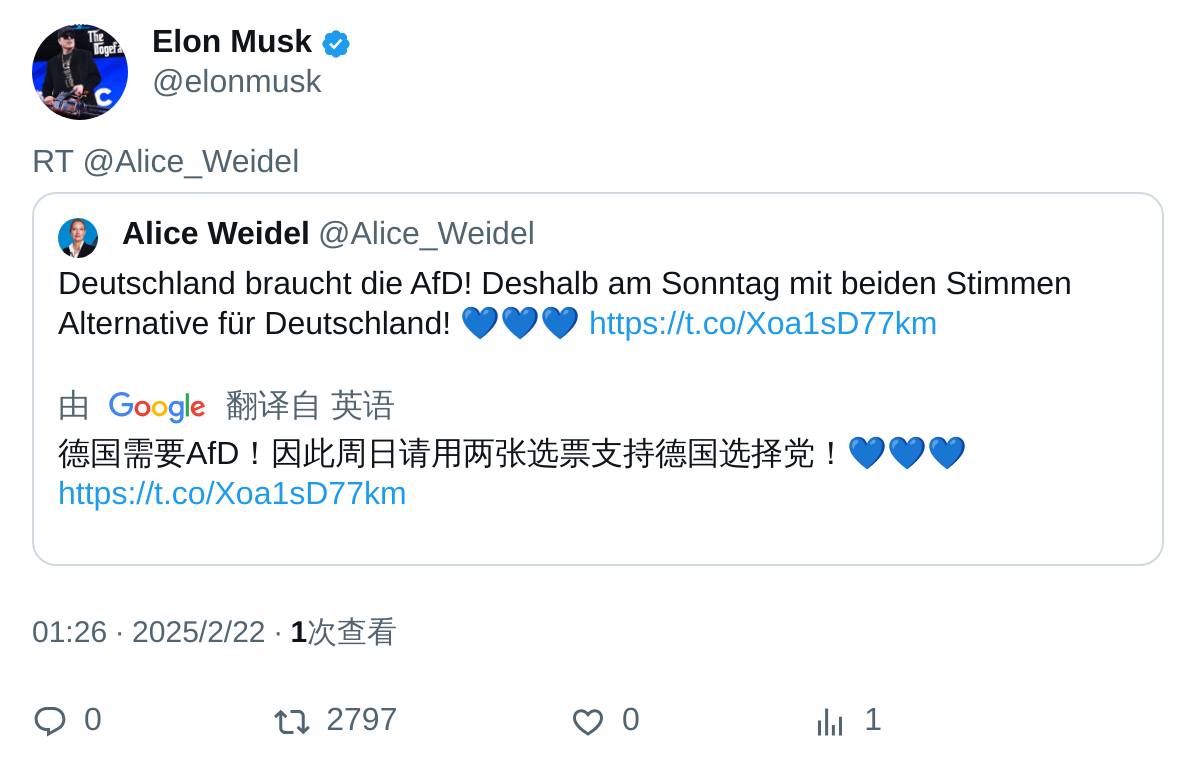 The
Dogefa
C
Elon Musk
@elonmusk
RT @Alice_Weidel
Alice Weidel @Alice_Weidel
Deutschland braucht die AfD! Deshalb am Sonntag mit beiden Stimmen
Alternative für Deutschland! 💙💙💙 https://t.co/Xoa1sD77km
由 Google 翻译自 英语
德国需要AfD！因此周日请用两张选票支持德国选择党！💙💙💙
https://t.co/Xoa1sD77km
01:26 · 2025/2/22 · 1次查看
0 2797 0 1